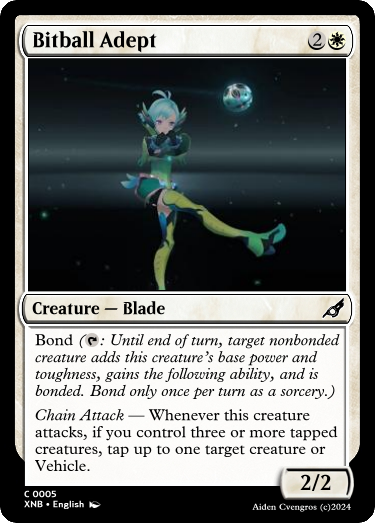 Bitball Adept 2
Creature — Blade
Bond (: Until end of turn, target nonbonded
creature adds this creature's base power and
toughness, gains the following ability, and is
bonded. Bond only once per turn as a sorcery.)
Chain Attack — Whenever this creature
attacks, if you control three or more tapped
creatures, tap up to one target creature or
Vehicle.
2/2
C 0005
XNB • English
Aiden Cvengros (c)2024